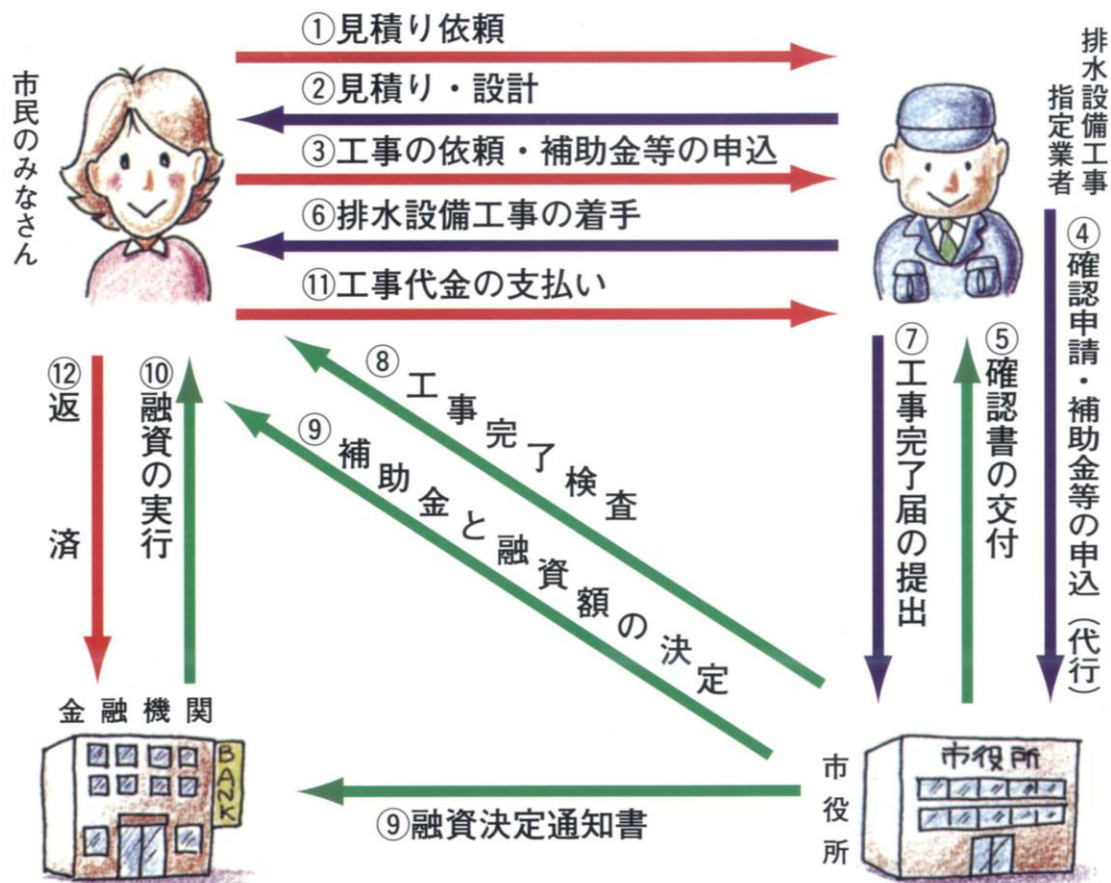 ①見積り依頼
②見積り・設計
③工事の依頼・補助金等の申込
⑥排水設備工事の着手
⑪工事代金の支払い
市民のみなさん
排水設備工事
指定業者
④確認申請・補助金等の申込(代行)
⑤確認書の交付
⑦工事完了届の提出
⑧工事完了検査
⑨補助金と融資額の決定
⑩融資の実行
⑫返済
金融機関
BANK
⑨融資決定通知書
市役所
市役所